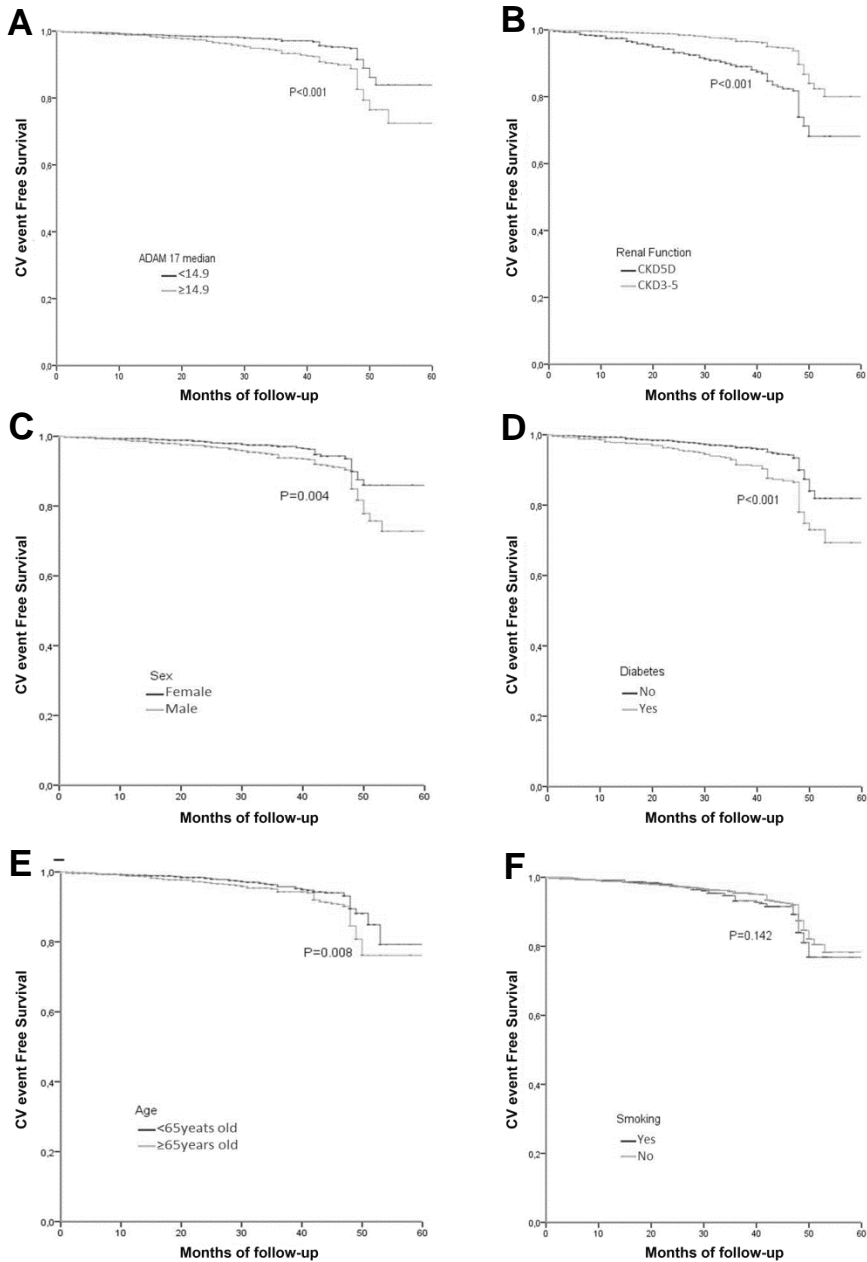 A
CV event Free Survival
1,0
0,8
0,6
0,4
0,2
0,0
P<0.001
ADAM 17 median
<14.9
≥14.9
0 10 20 30 40 50 60
Months of follow-up
B
CV event Free Survival
1,0
0,8
0,6
0,4
0,2
0,0
P<0.001
Renal Function
CKD5D
CKD3-5
0 10 20 30 40 50 60
Months of follow-up
C
CV event Free Survival
1,0
0,8
0,6
0,4
0,2
0,0
P=0.004
Sex
Female
Male
0 10 20 30 40 50 60
Months of follow-up
D
CV event Free Survival
1,0
0,8
0,6
0,4
0,2
0,0
P<0.001
Diabetes
No
Yes
0 10 20 30 40 50 60
Months of follow-up
E
CV event Free Survival
1,0
0,8
0,6
0,4
0,2
0,0
P=0.008
Age
<65yeats old
≥65years old
0 10 20 30 40 50 60
Months of follow-up
F
CV event Free Survival
1,0
0,8
0,6
0,4
0,2
0,0
P=0.142
Smoking
Yes
No
0 10 20 30 40 50 60
Months of follow-up